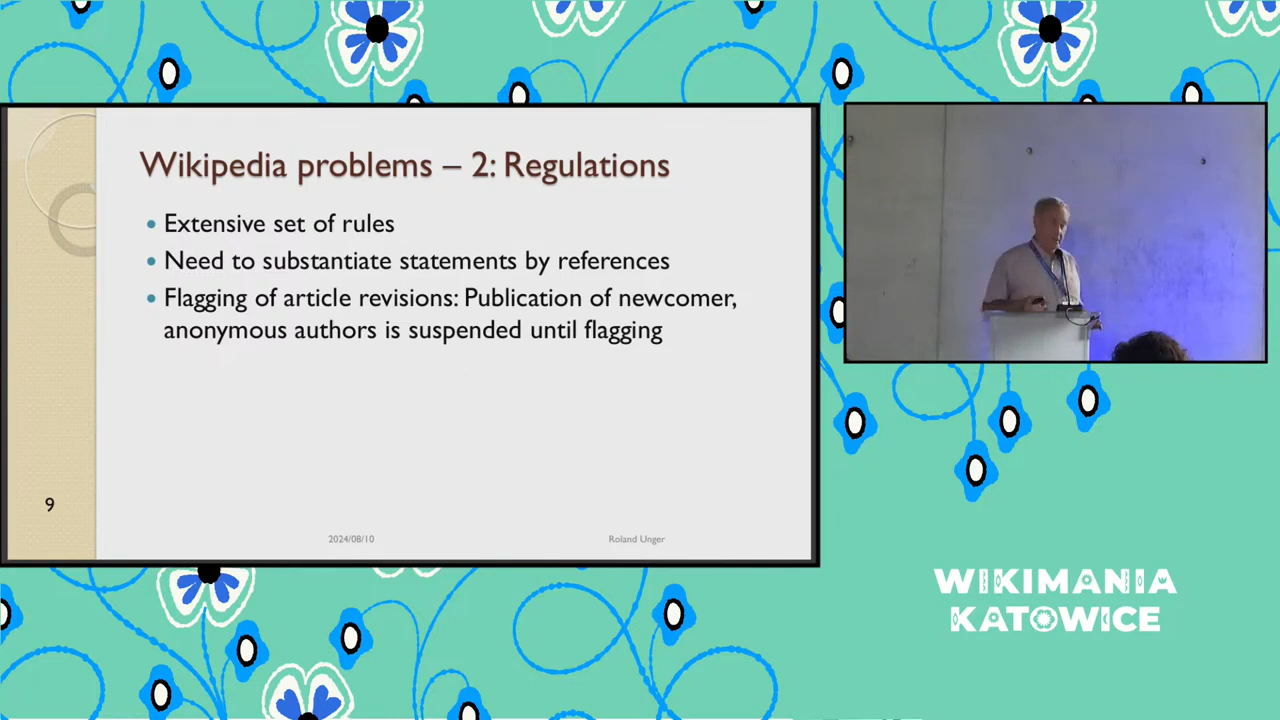 Wikipedia problems – 2: Regulations
• Extensive set of rules
• Need to substantiate statements by references
• Flagging of article revisions: Publication of newcomer,
anonymous authors is suspended until flagging
9
2024/08/10
Roland Unger
WIKIMANIA
KATOWICE